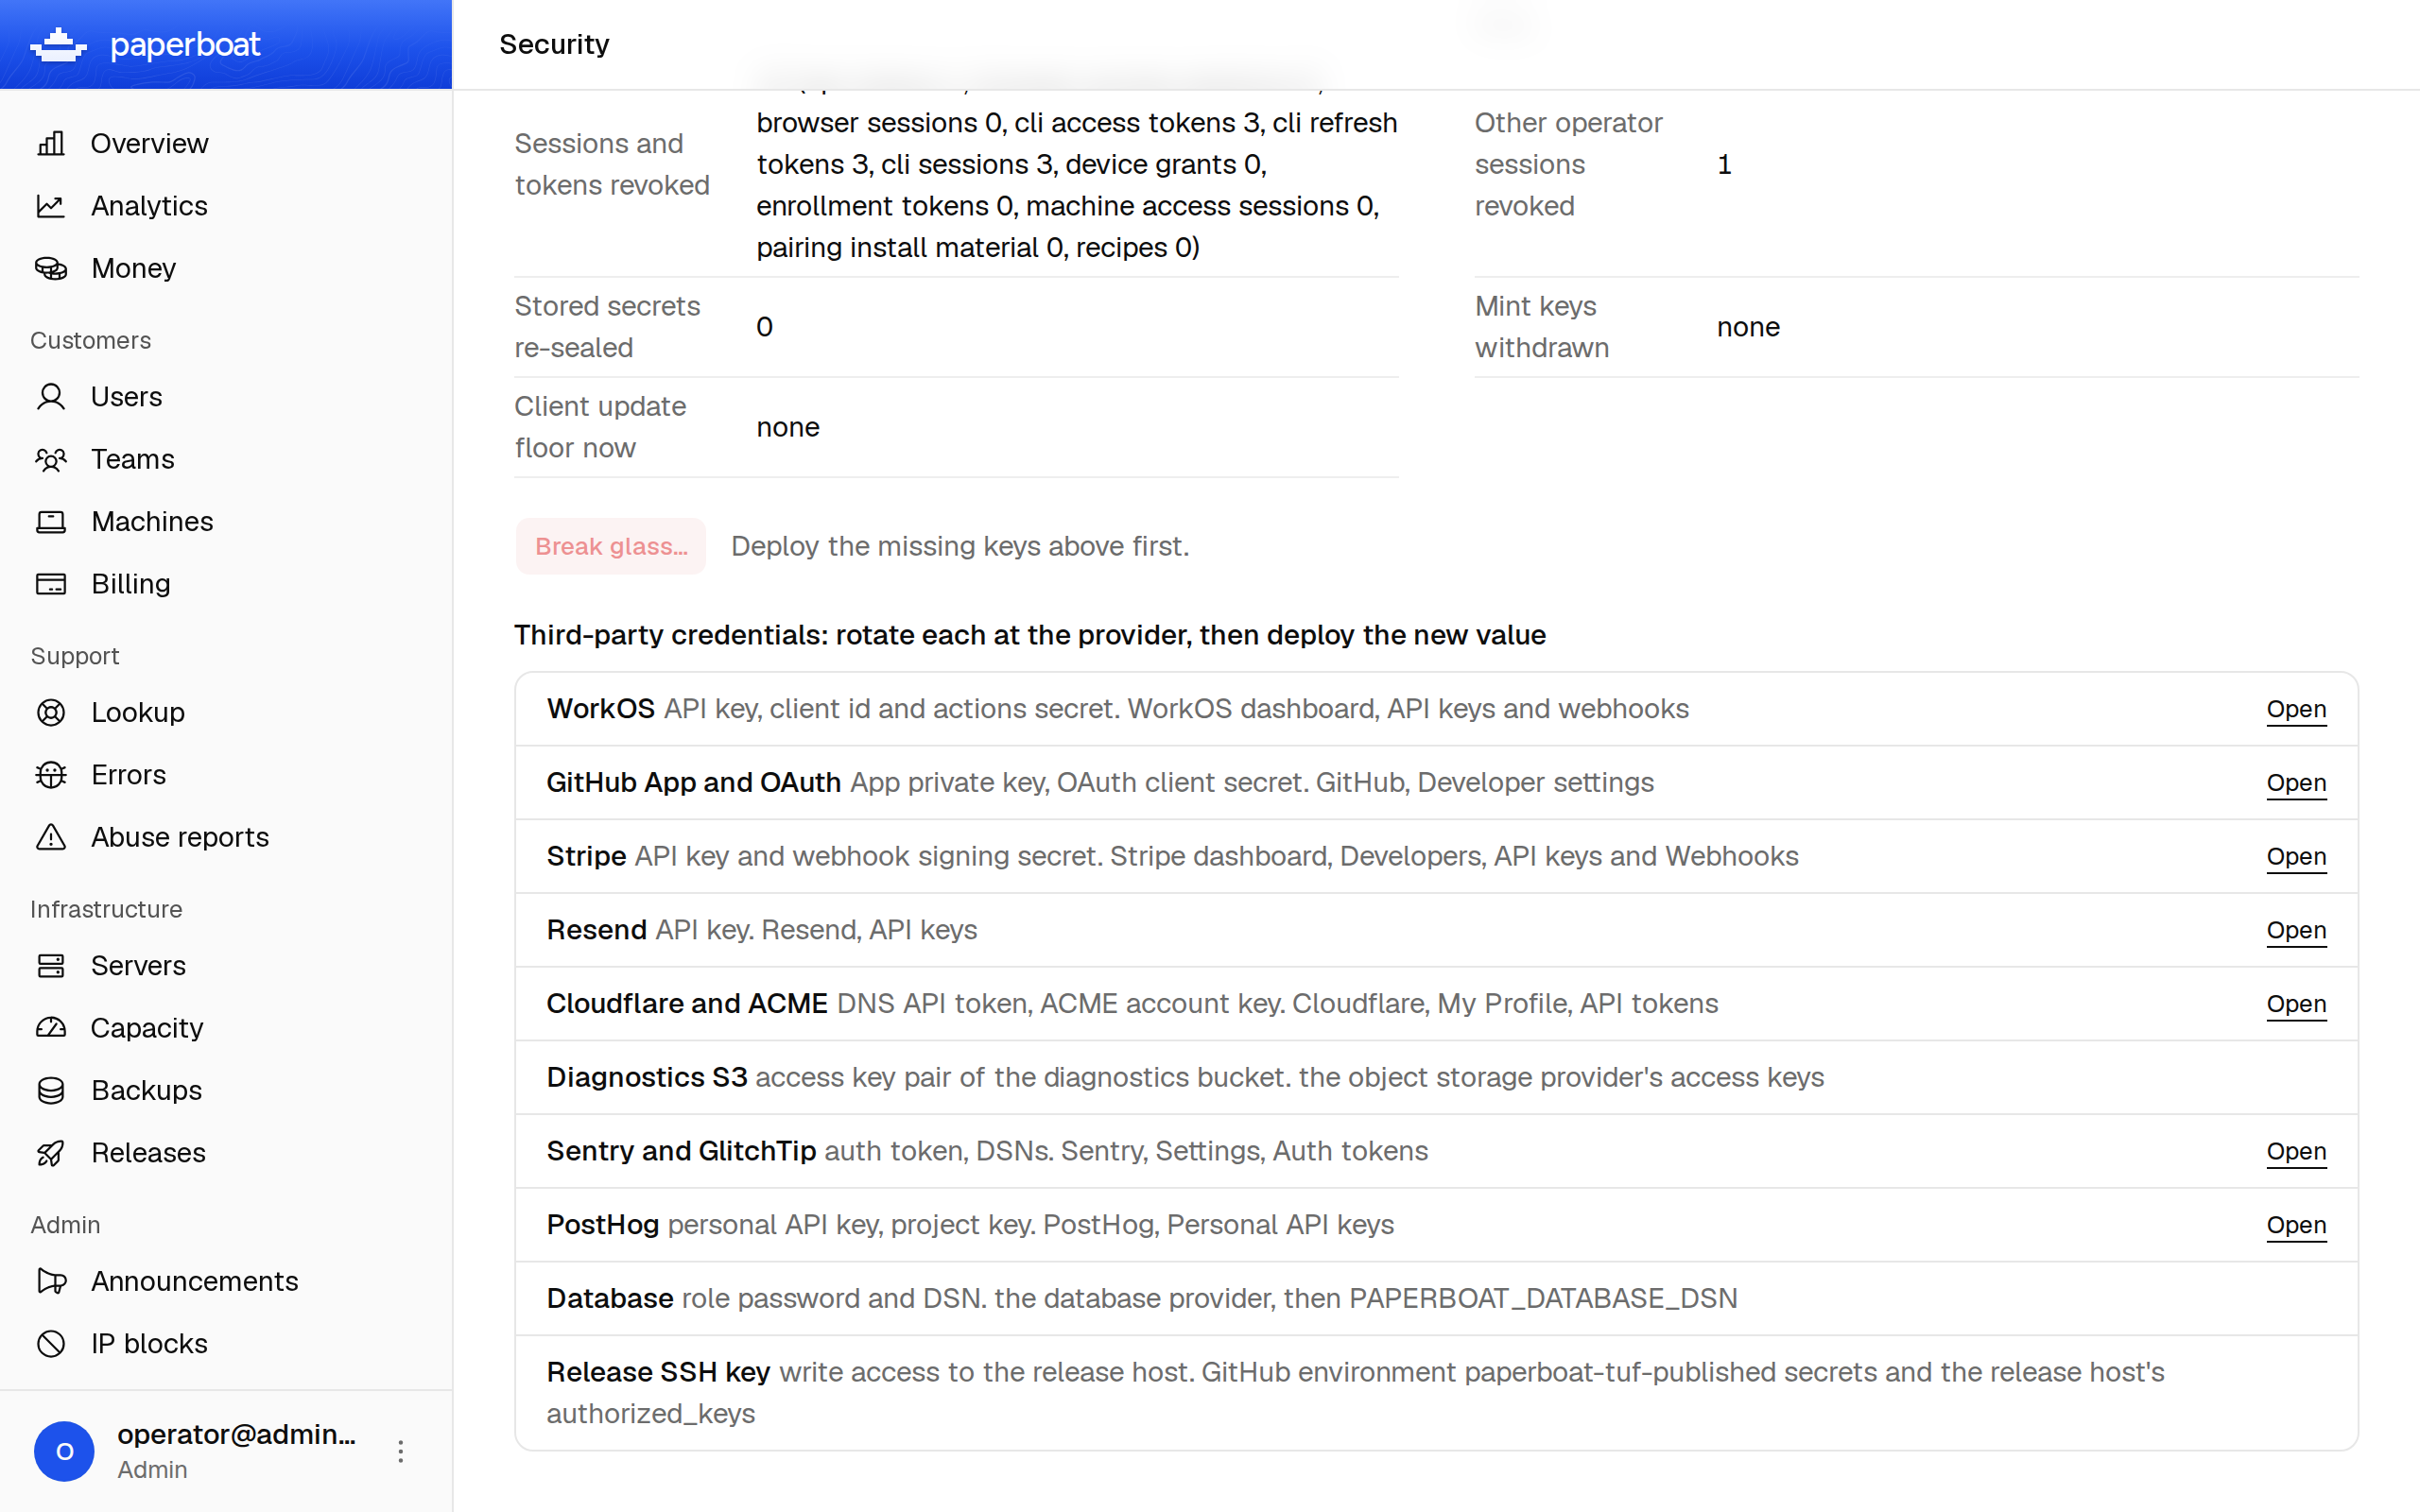 paperboat
Security
Overview
Analytics
Money
Customers
Users
Teams
Machines
Billing
Support
Lookup
Errors
Abuse reports
Infrastructure
Servers
Capacity
Backups
Releases
Admin
Announcements
IP blocks
O
operator@admin...
Admin
Sessions and
tokens revoked
browser sessions 0, cli access tokens 3, cli refresh
tokens 3, cli sessions 3, device grants 0,
enrollment tokens 0, machine access sessions 0,
pairing install material 0, recipes 0)
Other operator
sessions
revoked
1
Stored secrets
re-sealed
0
Mint keys
withdrawn
none
Client update
floor now
none
Break glass...
Deploy the missing keys above first.
Third-party credentials: rotate each at the provider, then deploy the new value
WorkOS API key, client id and actions secret. WorkOS dashboard, API keys and webhooks
Open
GitHub App and OAuth App private key, OAuth client secret. GitHub, Developer settings
Open
Stripe API key and webhook signing secret. Stripe dashboard, Developers, API keys and Webhooks
Open
Resend API key. Resend, API keys
Open
Cloudflare and ACME DNS API token, ACME account key. Cloudflare, My Profile, API tokens
Open
Diagnostics S3 access key pair of the diagnostics bucket. the object storage provider's access keys
Sentry and GlitchTip auth token, DSNs. Sentry, Settings, Auth tokens
Open
PostHog personal API key, project key. PostHog, Personal API keys
Open
Database role password and DSN. the database provider, then PAPERBOAT_DATABASE_DSN
Release SSH key write access to the release host. GitHub environment paperboat-tuf-published secrets and the release host's
authorized_keys